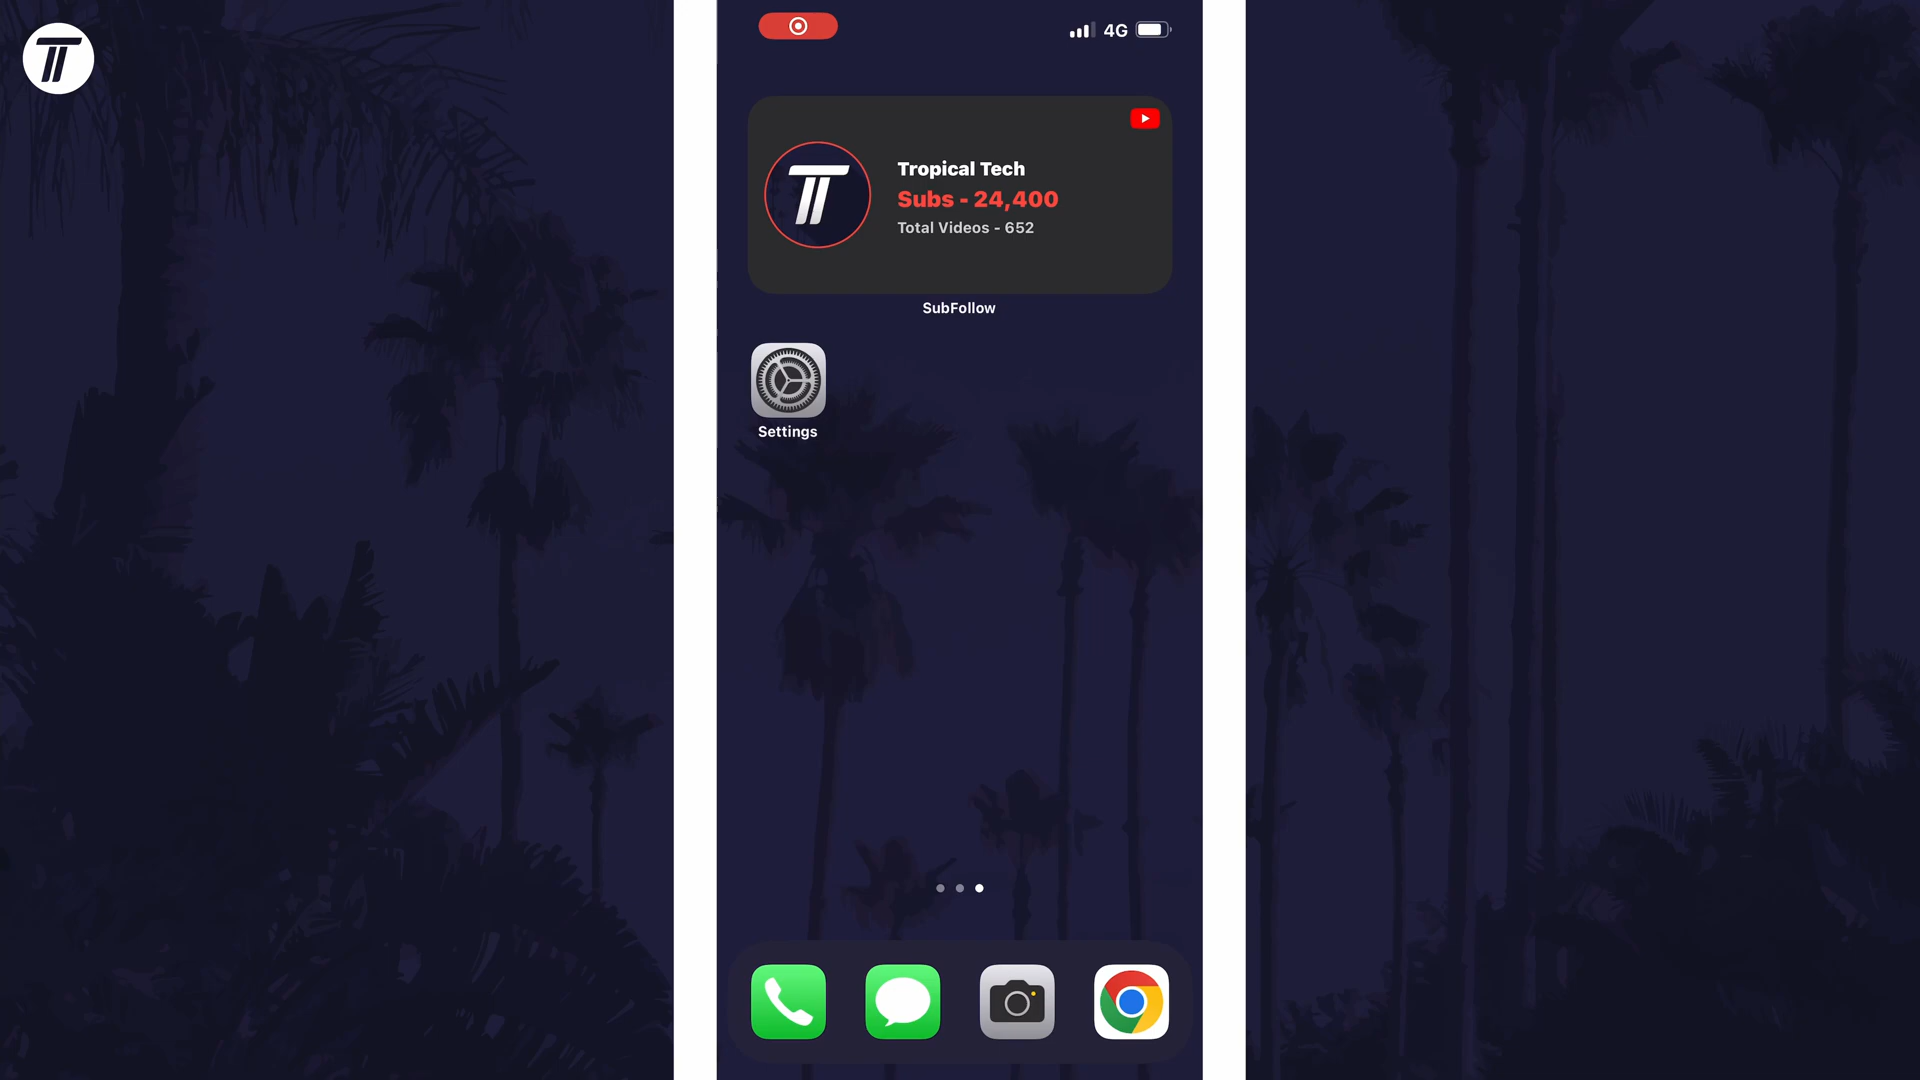 4G
Tropical Tech
Subs - 24,400
Total Videos - 652
SubFollow
Settings